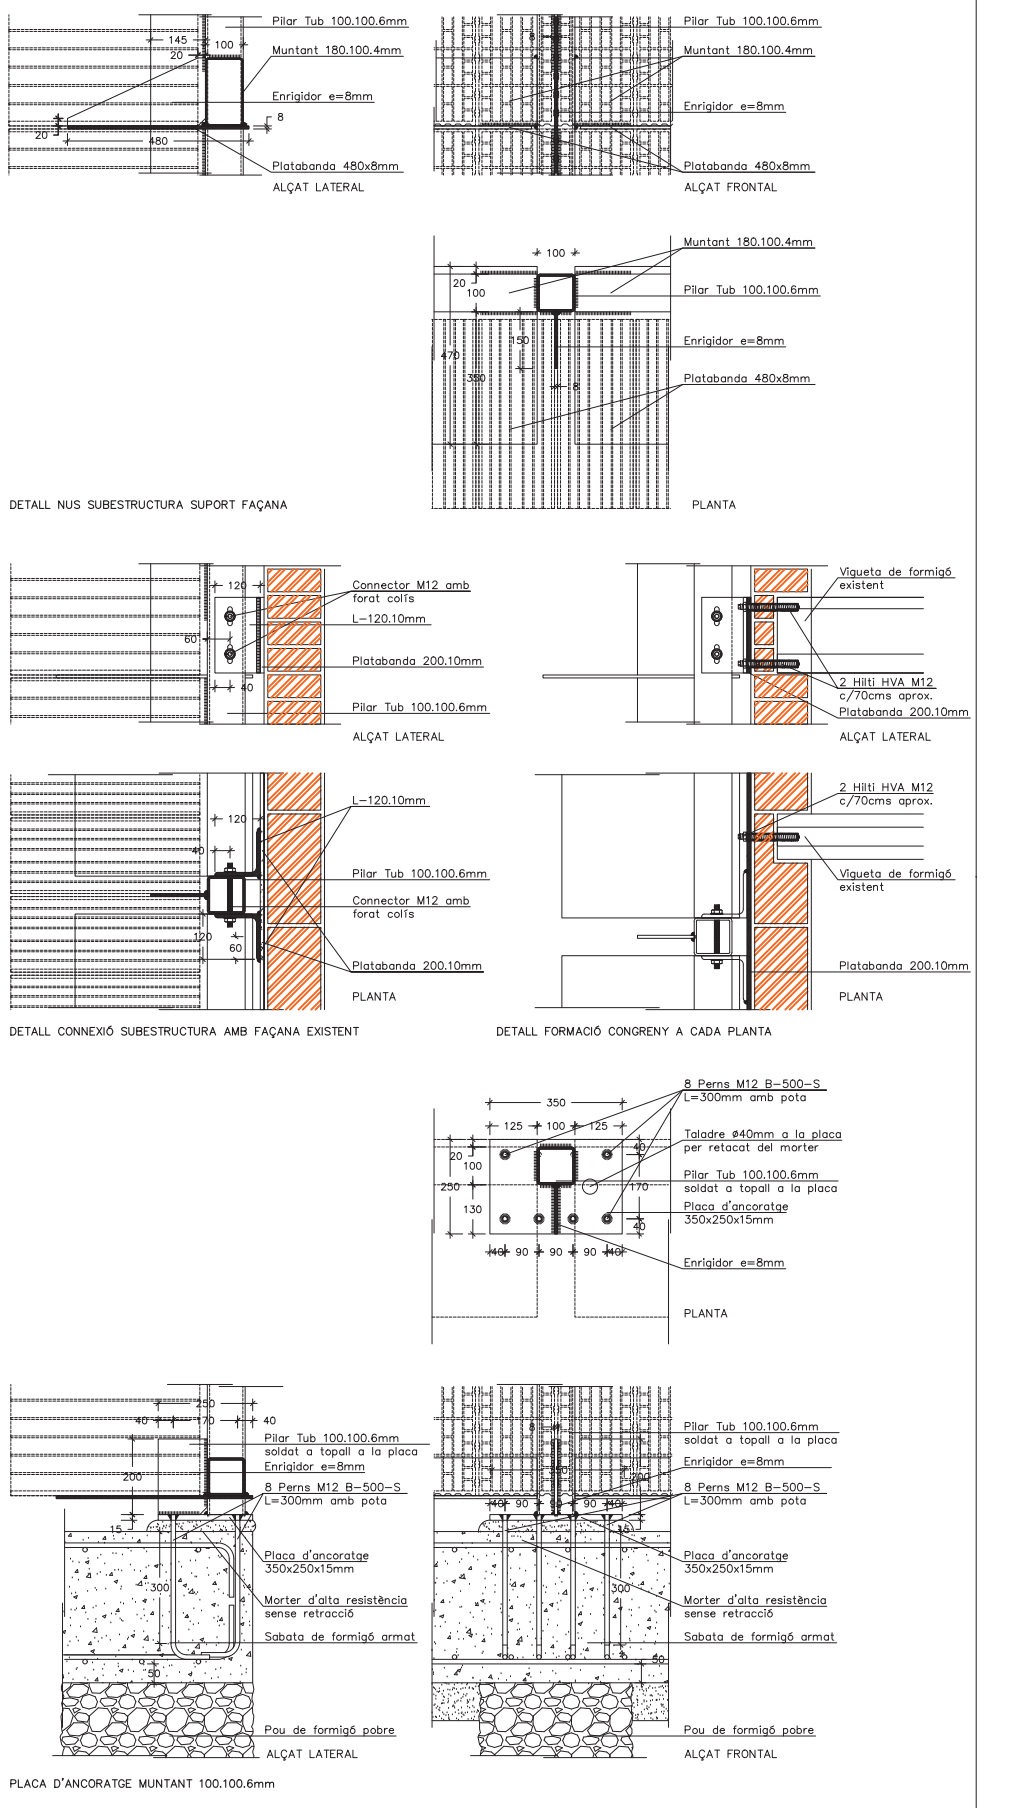 Pilar Tub 100.100.6mm
145
100
20
Muntant 180.100.4mm
Enrigidor e=8mm
8
20
480
Platabanda 480x8mm
ALÇAT LATERAL
Pilar Tub 100.100.6mm
8
Muntant 180.100.4mm
Enrigidor e=8mm
Platabanda 480x8mm
ALÇAT FRONTAL
Muntant 180.100.4mm
100
20
100
Pilar Tub 100.100.6mm
150
Enrigidor e=8mm
470
350
Platabanda 480x8mm
8
DETALL NUS SUBESTRUCTURA SUPORT FAÇANA
PLANTA
120
Connector M12 amb
forat colís
L-120.10mm
60
Platabanda 200.10mm
40
Pilar Tub 100.100.6mm
ALÇAT LATERAL
Vigueta de formigó
existent
2 Hilti HVA M12
c/70cms aprox.
Platabanda 200.10mm
ALÇAT LATERAL
L-120.10mm
120
40
Pilar Tub 100.100.6mm
Connector M12 amb
forat colís
120
60
Platabanda 200.10mm
PLANTA
2 Hilti HVA M12
c/70cms aprox.
Vigueta de formigó
existent
Platabanda 200.10mm
PLANTA
DETALL CONNEXIÓ SUBESTRUCTURA AMB FAÇANA EXISTENT
DETALL FORMACIÓ CONGRENY A CADA PLANTA
8 Perns M12 B-500-S
L=300mm amb pota
350
125 100 125
Taladre ø40mm a la placa
per retacat del morter
20
100
40
Pilar Tub 100.100.6mm
soldat a topall a la placa
250
170
130
Placa d'ancoratge
350x250x15mm
40
40 90 90 90 40
Enrigidor e=8mm
PLANTA
250
40 170 40
Pilar Tub 100.100.6mm
soldat a topall a la placa
Enrigidor e=8mm
200
8 Perns M12 B-500-S
L=300mm amb pota
15
Placa d'ancoratge
350x250x15mm
300
Morter d'alta resistència
sense retracció
Sabata de formigó armat
50
Pou de formigó pobre
ALÇAT LATERAL
8
Pilar Tub 100.100.6mm
soldat a topall a la placa
Enrigidor e=8mm
350
200
8 Perns M12 B-500-S
L=300mm amb pota
40 90 90 90 40
15
Placa d'ancoratge
350x250x15mm
300
Morter d'alta resistència
sense retracció
Sabata de formigó armat
50
Pou de formigó pobre
ALÇAT FRONTAL
PLACA D'ANCORATGE MUNTANT 100.100.6mm